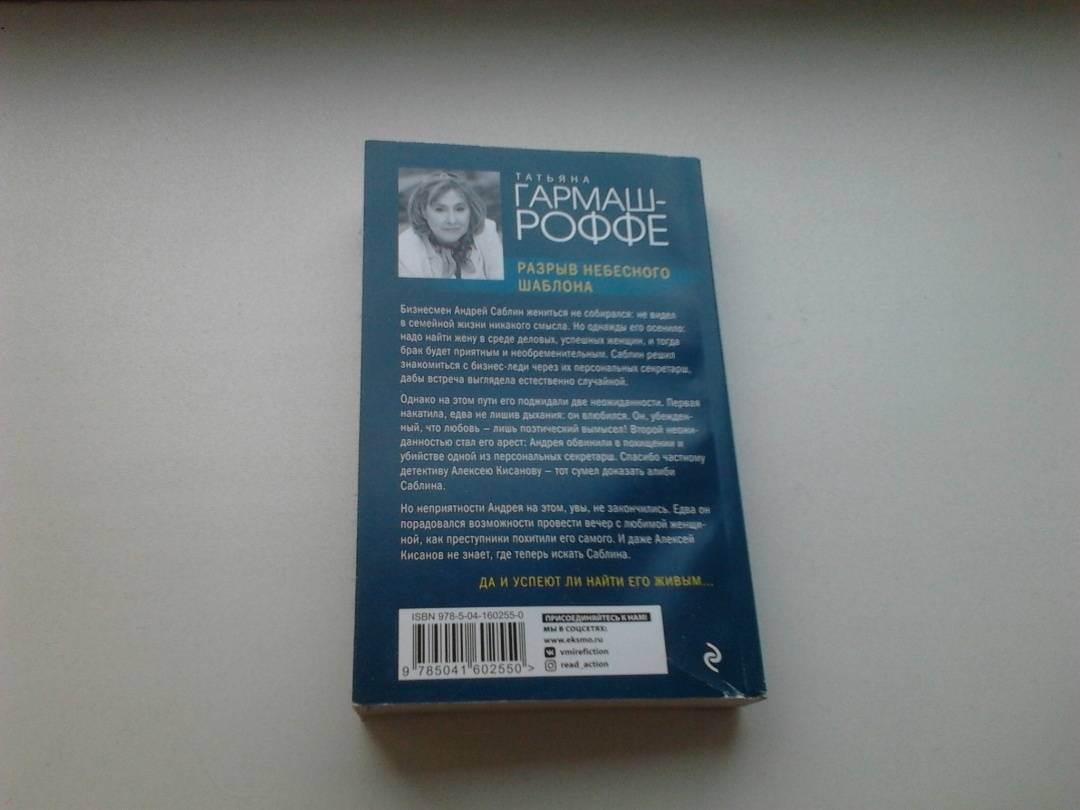 ТАТЬЯНА
ГАРМАШ-
РОФФЕ
РАЗРЫВ НЕБЕСНОГО
ШАБЛОНА
Бизнесмен Андрей Саблин жениться не собирался: не видел
в семейной жизни никакого смысла. Но однажды его осенило:
надо найти жену в среде деловых, успешных женщин, и тогда
брак будет приятным и необременительным. Саблин решил
знакомиться с бизнес-леди через их персональных секретарш,
дабы встреча выглядела естественно случайной.
Однако на этом пути его поджидали две неожиданности. Первая
накатила, едва не лишив дыхания: он влюбился. Он, убежден-
ный, что любовь – лишь поэтический вымысел! Второй неожи-
данностью стал его арест: Андрея обвинили в похищении и
убийстве одной из персональных секретарш. Спасибо частному
детективу Алексею Кисанову – тот сумел доказать алиби
Саблина.
Но неприятности Андрея на этом, увы, не закончились. Едва он
порадовался возможности провести вечер с любимой женщи-
ной, как преступники похитили его самого. И даже Алексей
Кисанов не знает, где теперь искать Саблина.
ДА И УСПЕЮТ ЛИ НАЙТИ ЕГО ЖИВЫМ...
ISBN 978-5-04-160255-0
9 785041 602550 >
ПРИСОЕДИНЯЙТЕСЬ К НАМ!
МЫ В СОЦСЕТЯХ:
www.eksmo.ru
vmirefiction
read_action